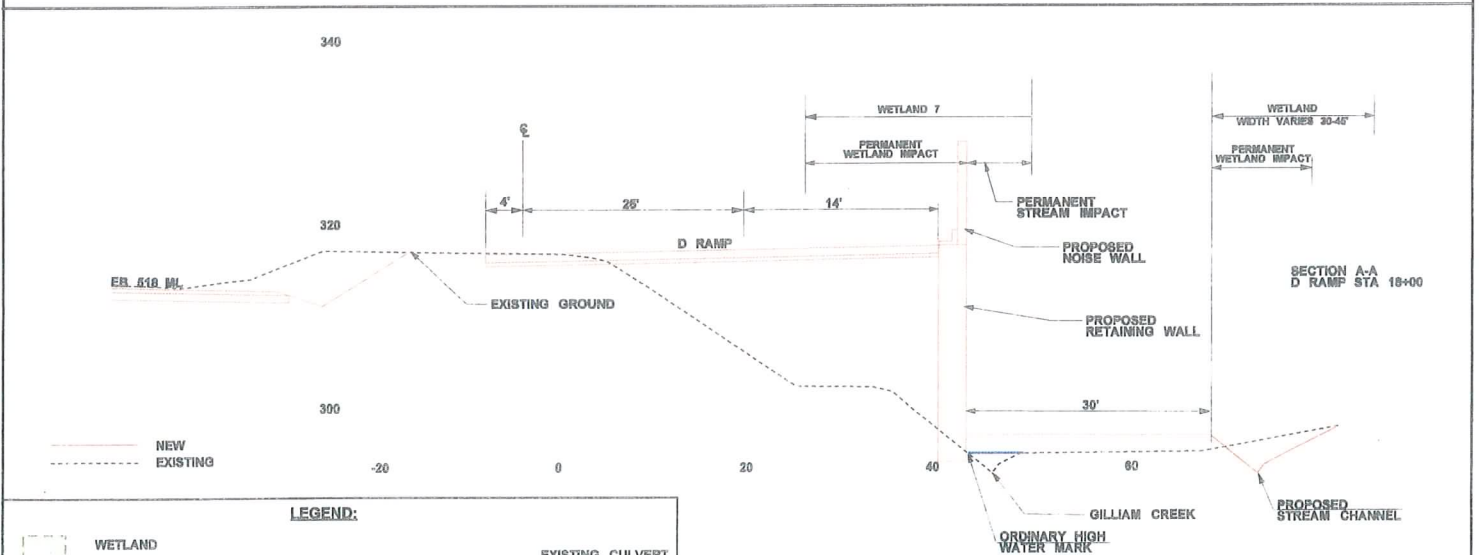 340
WETLAND 7
WETLAND
WIDTH VARIES 30-45'
PERMANENT
WETLAND IMPACT
PERMANENT
WETLAND IMPACT
℄
PERMANENT
STREAM IMPACT
4'
25'
14'
320
D RAMP
PROPOSED
NOISE WALL
EB 518 ML
SECTION A-A
D RAMP STA 18+00
EXISTING GROUND
PROPOSED
RETAINING WALL
300
30'
NEW
EXISTING
-20
0
20
40
60
LEGEND:
WETLAND
EXISTING CULVERT
GILLIAM CREEK
PROPOSED
STREAM CHANNEL
ORDINARY HIGH
WATER MARK